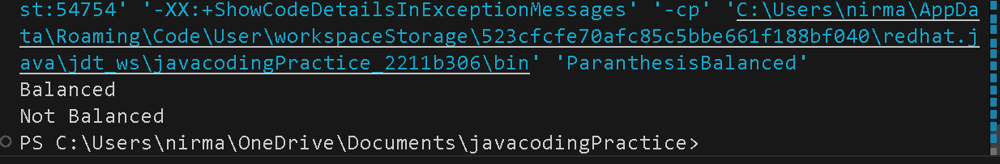 st:54754' '-XX:+ShowCodeDetailsInExceptionMessages' '-cp' 'C:\Users\nirma\AppDa
ta\Roaming\Code\User\workspaceStorage\523cfcfe70afc85c5bbe661f188bf040\redhat.j
ava\jdt_ws\javacodingPractice_2211b306\bin' 'ParanthesisBalanced'
Balanced
Not Balanced
PS C:\Users\nirma\OneDrive\Documents\javacodingPractice>